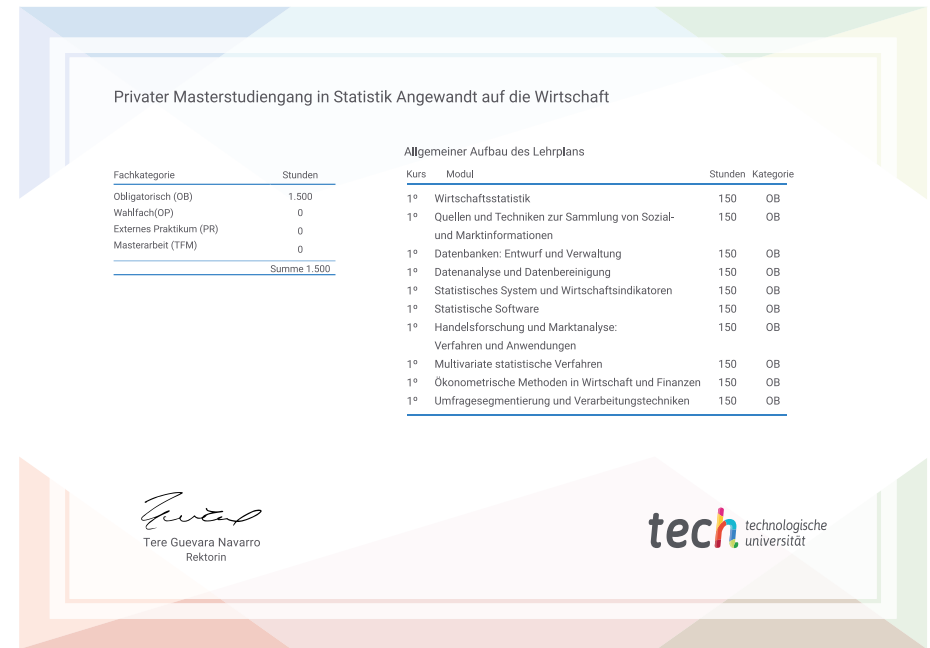 Privater Masterstudiengang in Statistik Angewandt auf die Wirtschaft
Fachkategorie Stunden
Obligatorisch (OB) 1.500
Wahlfach(OP) 0
Externes Praktikum (PR) 0
Masterarbeit (TFM) 0
Summe 1.500
Allgemeiner Aufbau des Lehrplans
Kurs Modul Stunden Kategorie
1º Wirtschaftsstatistik 150 OB
1º Quellen und Techniken zur Sammlung von Sozial- 150 OB
und Marktinformationen
1º Datenbanken: Entwurf und Verwaltung 150 OB
1º Datenanalyse und Datenbereinigung 150 OB
1º Statistisches System und Wirtschaftsindikatoren 150 OB
1º Statistische Software 150 OB
1º Handelsforschung und Marktanalyse: 150 OB
Verfahren und Anwendungen
1º Multivariate statistische Verfahren 150 OB
1º Ökonometrische Methoden in Wirtschaft und Finanzen 150 OB
1º Umfragesegmentierung und Verarbeitungstechniken 150 OB
Tere Guevara Navarro
Rektorin
tech technologische
universität